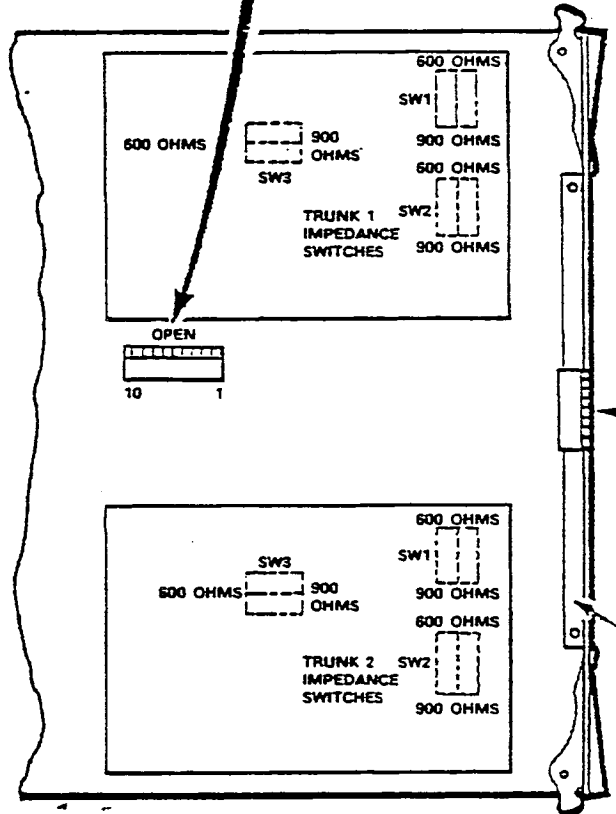 600 OHMS
SW1
900 OHMS
600 OHMS
900
OHMS
SW3
600 OHMS
SW2
900 OHMS
TRUNK 1
IMPEDANCE
SWITCHES
OPEN
10 1
600 OHMS
SW1
900 OHMS
SW3
600 OHMS
900
OHMS
600 OHMS
SW2
900 OHMS
TRUNK 2
IMPEDANCE
SWITCHES